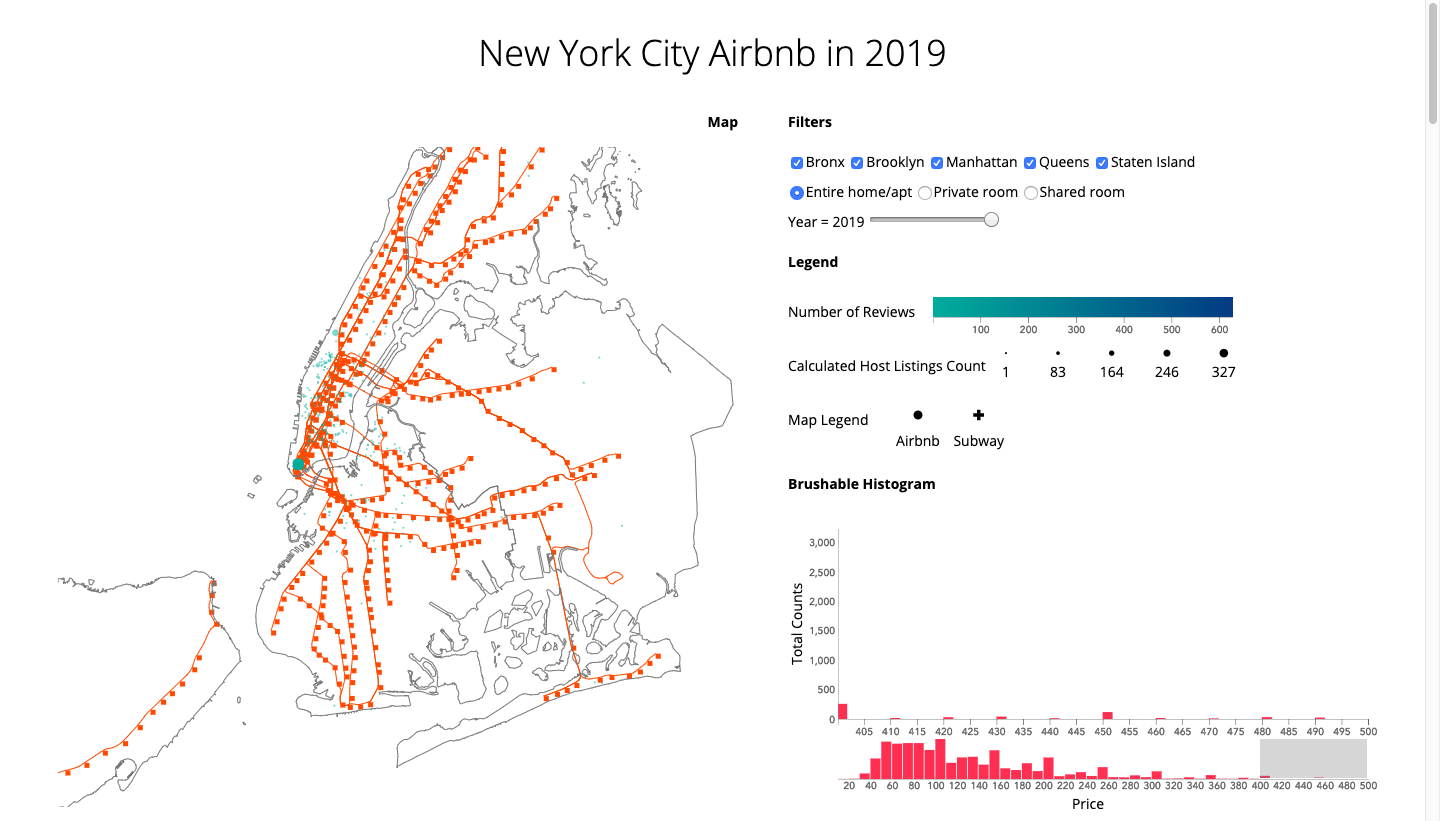 New York City Airbnb in 2019
Map
Filters
Bronx Brooklyn Manhattan Queens Staten Island
Entire home/apt Private room Shared room
Year = 2019
Legend
Number of Reviews
100 200 300 400 500 600
Calculated Host Listings Count
1 83 164 246 327
Map Legend
Airbnb Subway
Brushable Histogram
Total Counts
3,000
2,500
2,000
1,500
1,000
500
0
405 410 415 420 425 430 435 440 445 450 455 460 465 470 475 480 485 490 495 500
20 40 60 80 100 120 140 160 180 200 220 240 260 280 300 320 340 360 380 400 420 440 460 480 500
Price